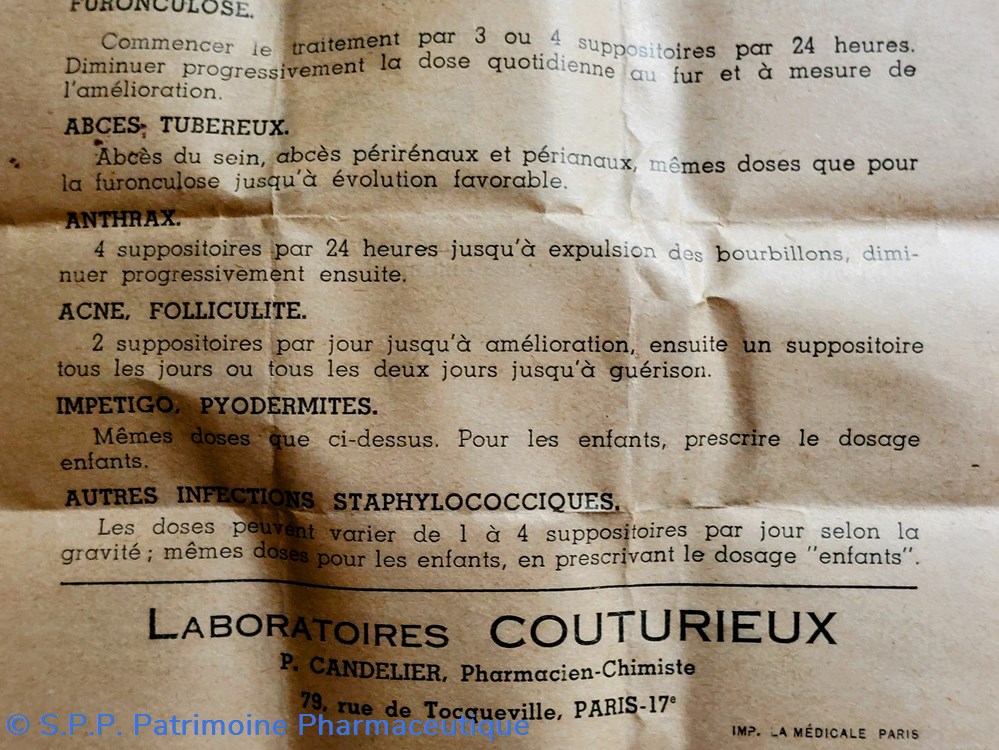 FURONCULOSE.
Commencer le traitement par 3 ou 4 suppositoires par 24 heures.
Diminuer progressivement la dose quotidienne au fur et à mesure de
l'amélioration.
ABCES, TUBEREUX.
Abcès du sein, abcès périrénaux et périanaux, mêmes doses que pour
la furonculose jusqu'à évolution favorable.
ANTHRAX.
4 suppositoires par 24 heures jusqu'à expulsion des bourbillons, dimi-
nuer progressivement ensuite.
ACNE, FOLLICULITE.
2 suppositoires par jour jusqu'à amélioration, ensuite un suppositoire
tous les jours ou tous les deux jours jusqu'à guérison.
IMPETIGO, PYODERMITES.
Mêmes doses que ci-dessus. Pour les enfants, prescrire le dosage
enfants.
AUTRES INFECTIONS STAPHYLOCOCCIQUES.
Les doses peuvent varier de 1 à 4 suppositoires par jour selon la
gravité ; mêmes doses pour les enfants, en prescrivant le dosage "enfants".
LABORATOIRES COUTURIEUX
P. CANDELIER, Pharmacien-Chimiste
79, rue de Tocqueville, PARIS-17e
IMP. LA MÉDICALE PARIS
© S.P.P. Patrimoine Pharmaceutique